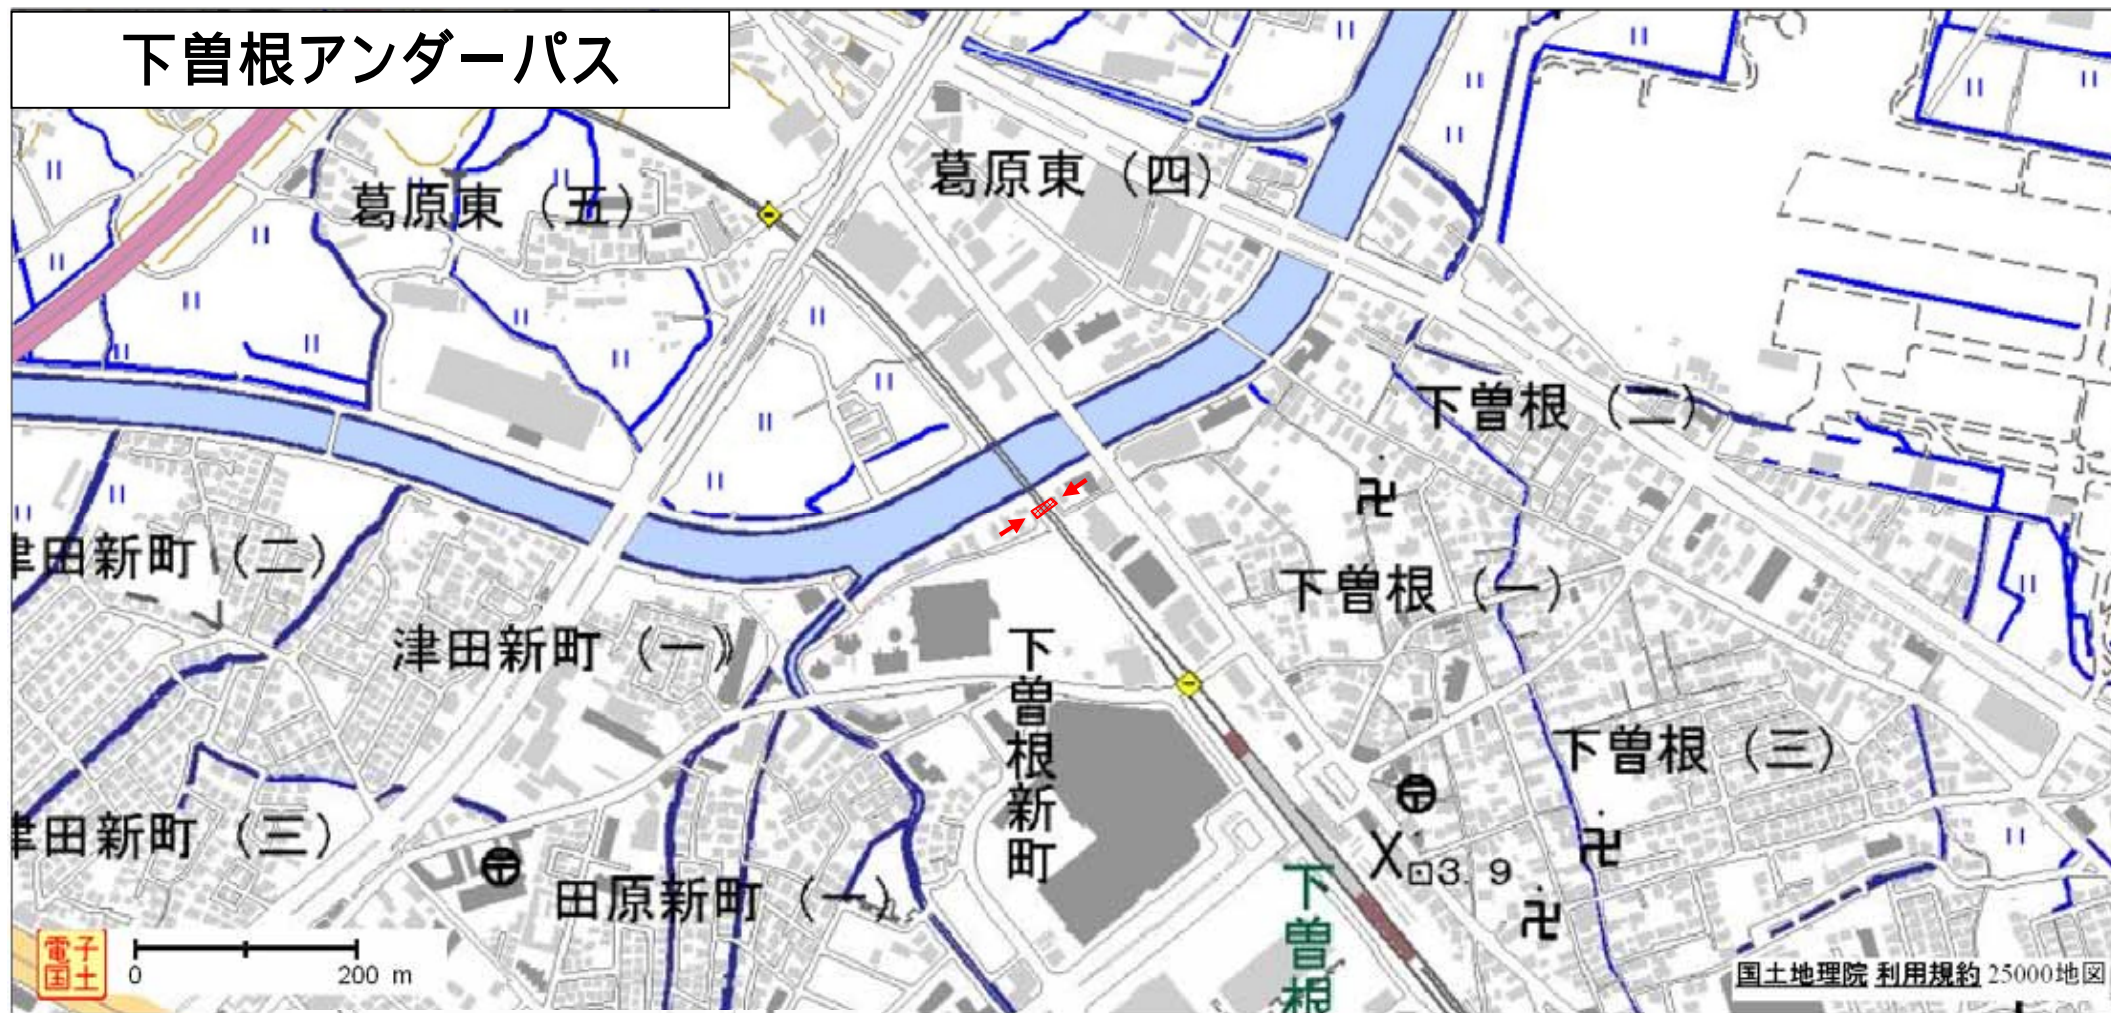 下曽根アンダーパス
葛原東（四）
葛原東（五）
下曽根（二）
津田新町（二）
下曽根（一）
津田新町（一）
下曽根新町
下曽根（三）
津田新町（三）
田原新町（一）
3.9
下曽根
電子
国土
0
200 m
国土地理院 利用規約 25000地図